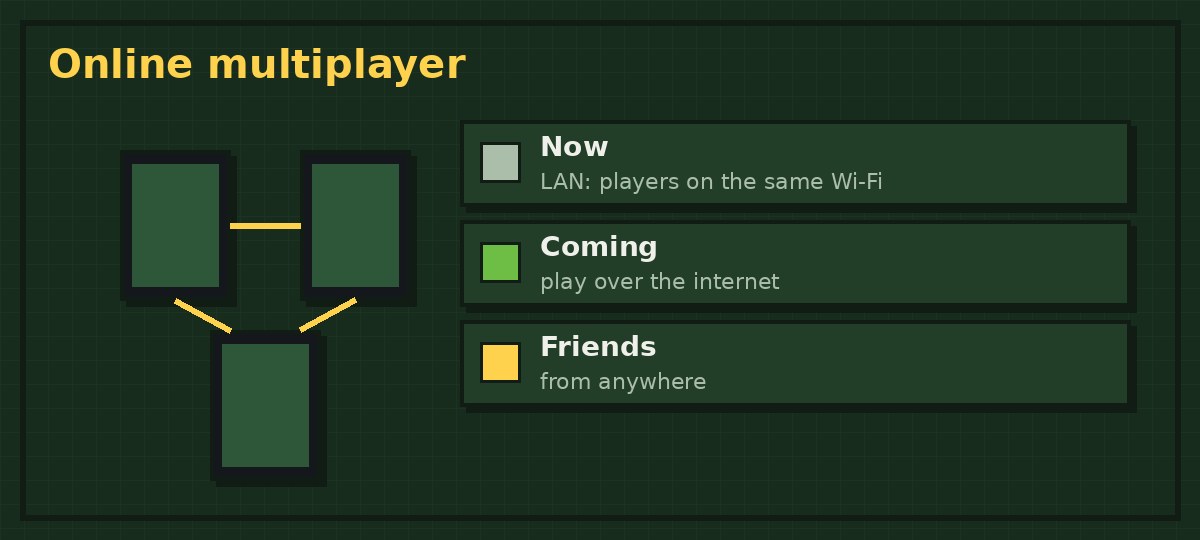 Online multiplayer
Now
LAN: players on the same Wi-Fi
Coming
play over the internet
Friends
from anywhere